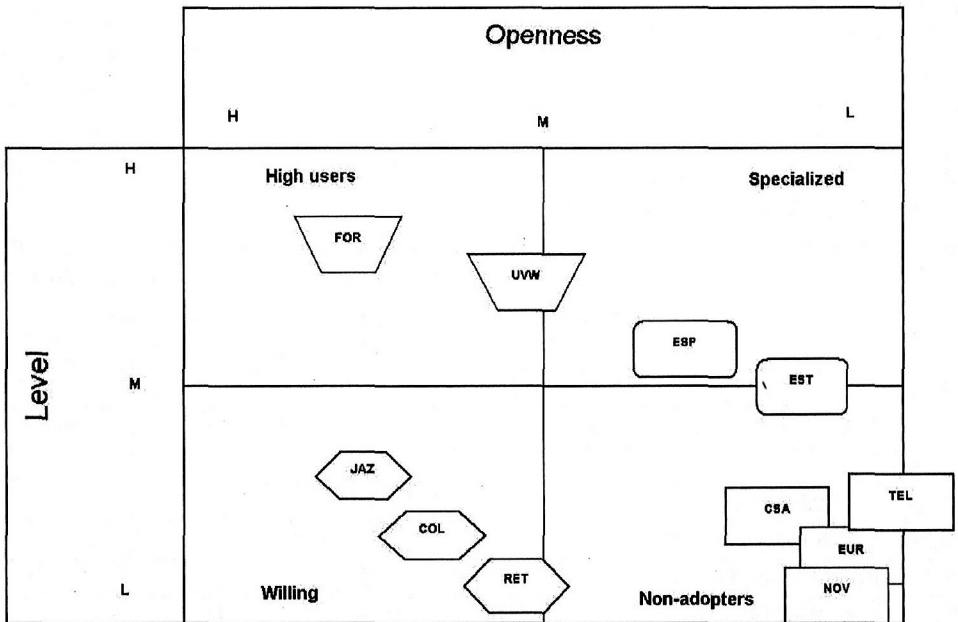 Openness
H
M
L
Level
H
High users
Specialized
FOR
UVW
ESP
M
EST
JAZ
COL
CSA
TEL
EUR
RET
NOV
L
Willing
Non-adopters